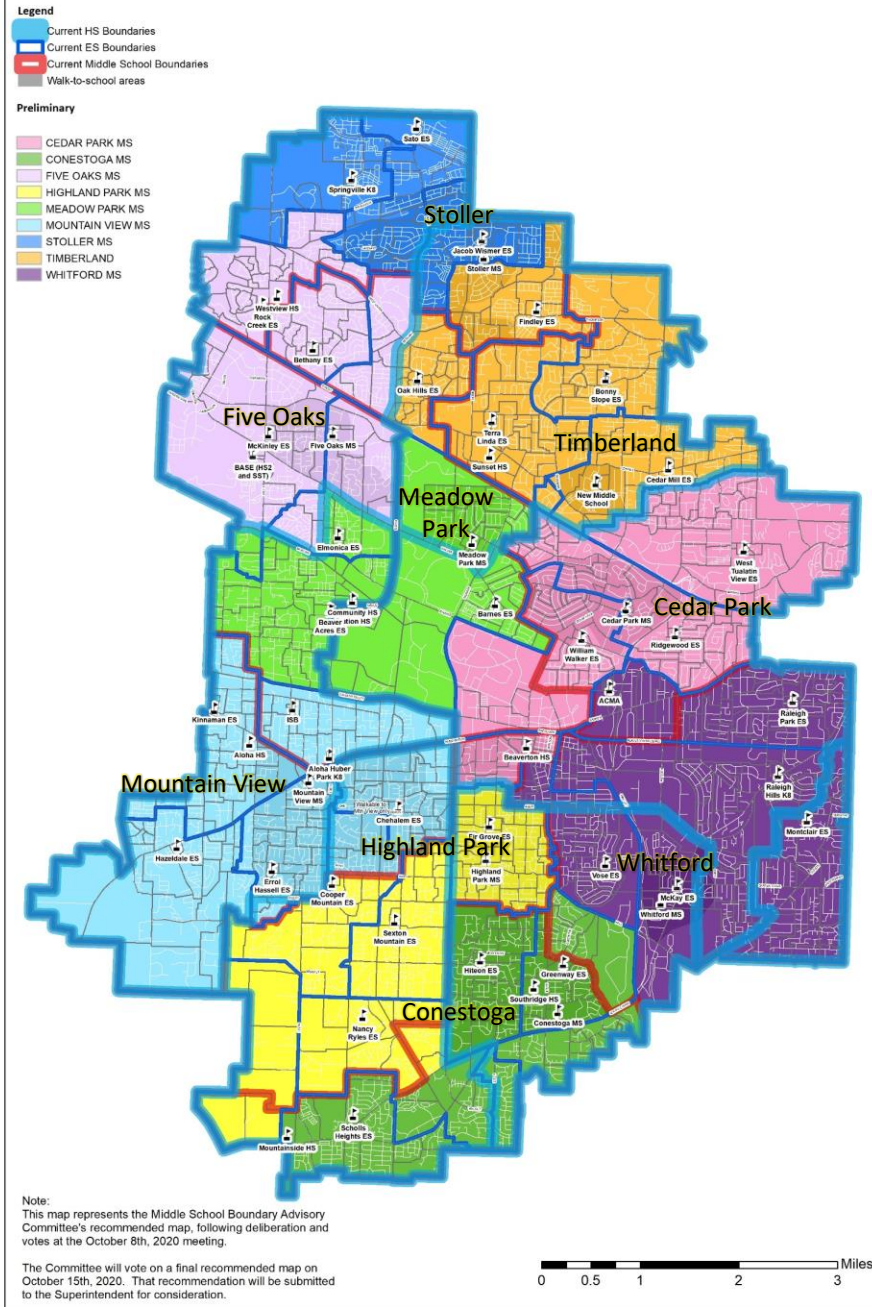 Legend
Current HS Boundaries
Current ES Boundaries
Current Middle School Boundaries
Walk-to-school areas
Preliminary
CEDAR PARK MS
CONESTOGA MS
FIVE OAKS MS
HIGHLAND PARK MS
MEADOW PARK MS
MOUNTAIN VIEW MS
STOLLER MS
TIMBERLAND
WHITFORD MS
Sato ES
Springville K8
Stoller
Jacob Wismer ES
Stoller MS
Westview HS
Rock
Creek ES
Findley ES
Bethany ES
Oak Hills ES
Bonny
Slope ES
Five Oaks
McKinley ES
Five Oaks MS
BASE (HS2
and SST)
Terra
Linda ES
Sunset HS
Timberland
Cedar Mill ES
New Middle
School
Meadow
Park
Elmonica ES
Meadow
Park MS
West
Tualatin
View ES
Community HS
Beaver
Acres ES
Barnes ES
Cedar Park
Cedar Park MS
Ridgewood ES
William
Walker ES
ACMA
Raleigh
Park ES
Kinnaman ES
ISB
Aloha HS
Beaverton HS
Aloha Huber
Park K8
Mountain View
Mountain
View MS
Raleigh
Hills K8
Chehalem ES
Montclair ES
Highland Park
Fir Grove ES
Highland
Park MS
Hazeldale ES
Whitford
Vose ES
Errol
Hassell ES
Cooper
Mountain ES
McKay ES
Whitford MS
Sexton
Mountain ES
Hiteon ES
Greenway ES
Southridge HS
Conestoga
Conestoga MS
Nancy
Ryles ES
Scholls
Heights ES
Mountainside HS
Note:
This map represents the Middle School Boundary Advisory
Committee's recommended map, following deliberation and
votes at the October 8th, 2020 meeting.
The Committee will vote on a final recommended map on
October 15th, 2020. That recommendation will be submitted
to the Superintendent for consideration.
Miles
0 0.5 1 2 3